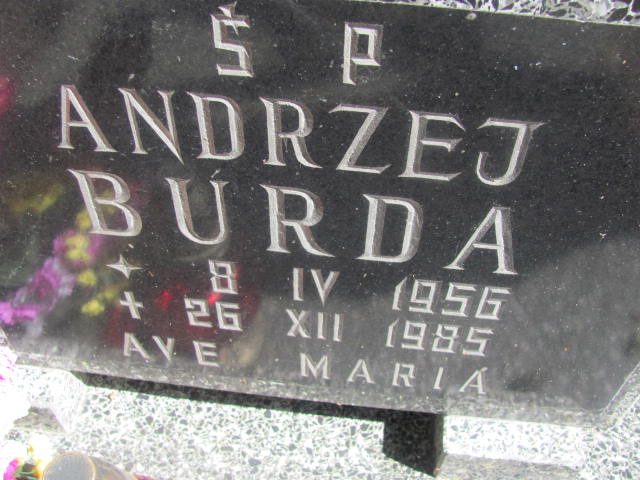 Ś P
ANDRZEJ
BURDA
* 8 IV 1956
+ 26 XII 1985
AVE MARIA